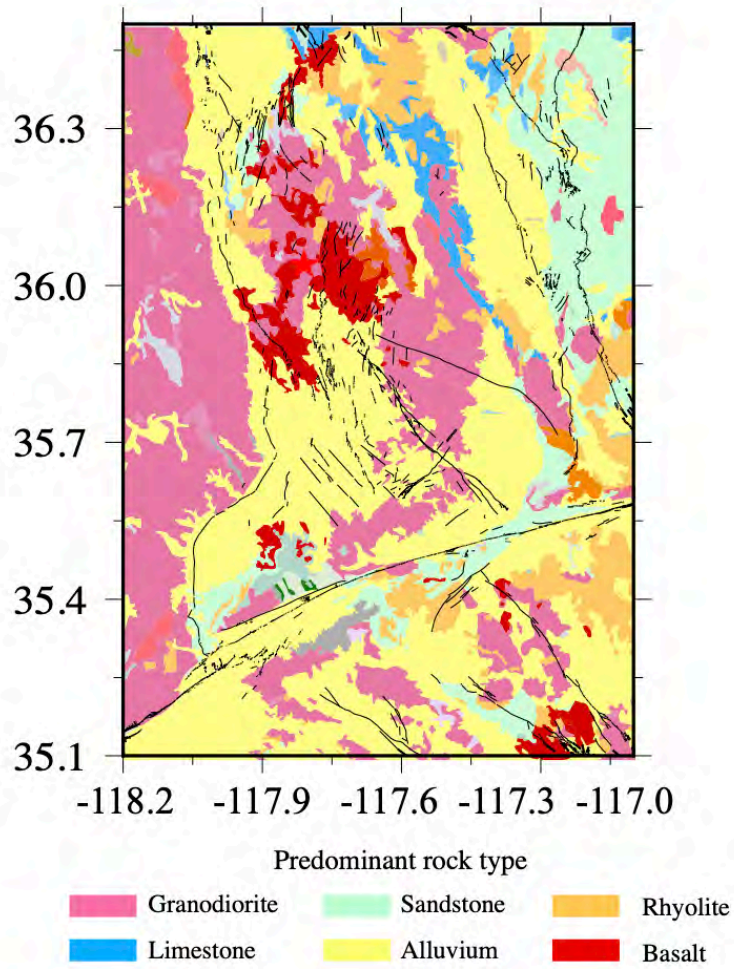 36.3
36.0
35.7
35.4
35.1
-118.2 -117.9 -117.6 -117.3 -117.0
Predominant rock type
Granodiorite Sandstone Rhyolite
Limestone Alluvium Basalt